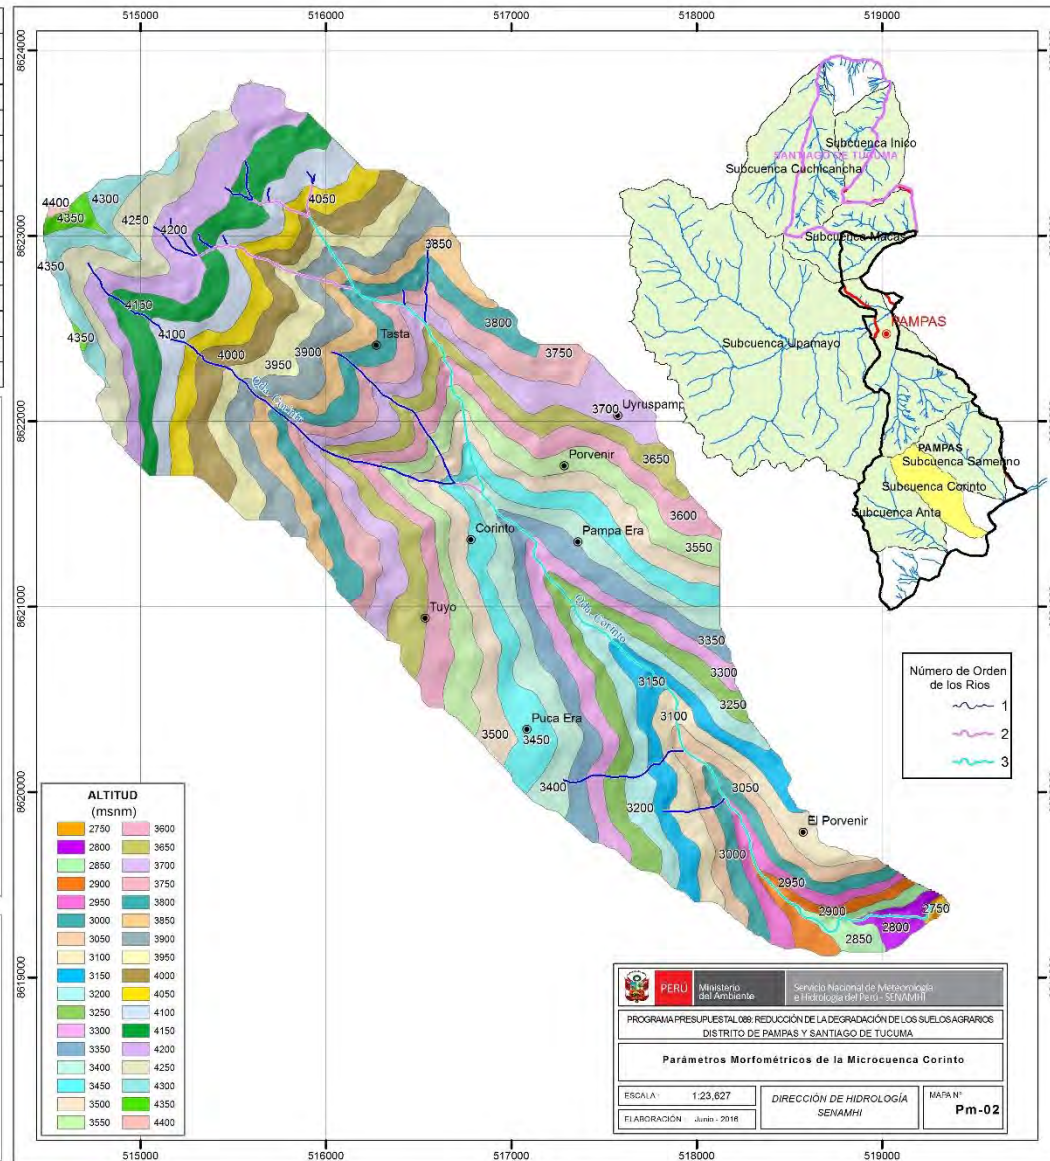 515000
516000
517000
518000
519000
8624000
8623000
8622000
8621000
8620000
8619000
4400
4350
4300
4250
4200
4350
4350
4150
4100
4050
4000
3950
3900
3850
3800
3750
3700
3650
3600
3550
3500
3450
3400
3350
3300
3250
3200
3150
3100
3050
3000
2950
2900
2850
2800
2750
Tasta
Uyruspamp
Porvenir
Corinto
Pampa Era
Tuyo
Puca Era
El Porvenir
Qda. Corinto
Subcuenca Inico
SANTIAGO DE TUCUMA
Subcuenca Cuchicancha
Subcuenca Macas
PAMPAS
Subcuenca Upamayo
PAMPAS
Subcuenca Samerino
Subcuenca Corinto
Subcuenca Anta
Número de Orden
de los Rios
1
2
3
ALTITUD
(msnm)
2750 3600
2800 3650
2850 3700
2900 3750
2950 3800
3000 3850
3050 3900
3100 3950
3150 4000
3200 4050
3250 4100
3300 4150
3350 4200
3400 4250
3450 4300
3500 4350
3550 4400
PERÚ
Ministerio
del Ambiente
Servicio Nacional de Meteorología
e Hidrología del Perú - SENAMHI
PROGRAMA PRESUPUESTAL 089: REDUCCIÓN DE LA DEGRADACIÓN DE LOS SUELOS AGRARIOS
DISTRITO DE PAMPAS Y SANTIAGO DE TUCUMA
Parámetros Morfométricos de la Microcuenca Corinto
ESCALA: 1:23,627
ELABORACIÓN: Junio - 2016
DIRECCIÓN DE HIDROLOGÍA
SENAMHI
MAPA N°
Pm-02
515000
516000
517000
518000
519000